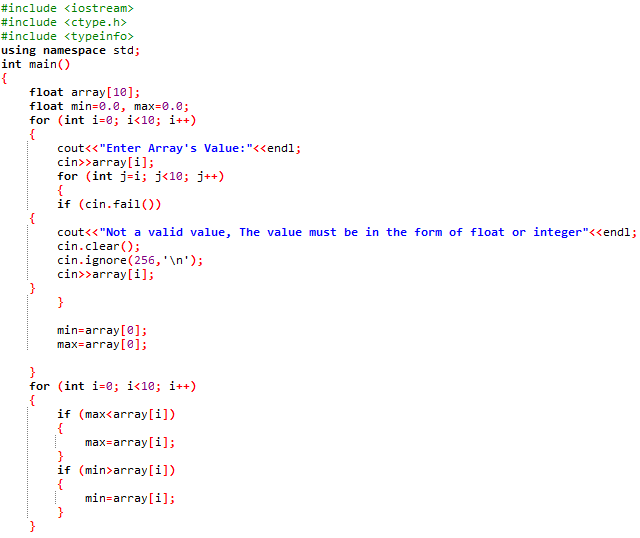 #include <iostream>
#include <ctype.h>
#include <typeinfo>
using namespace std;
int main()
{
    float array[10];
    float min=0.0, max=0.0;
    for (int i=0; i<10; i++)
    {
        cout<<"Enter Array's Value:"<<endl;
        cin>>array[i];
        for (int j=i; j<10; j++)
        {
        if (cin.fail())
    {
        cout<<"Not a valid value, The value must be in the form of float or integer"<<endl;
        cin.clear();
        cin.ignore(256,'\n');
        cin>>array[i];
    }
        }

        min=array[0];
        max=array[0];

    }
    for (int i=0; i<10; i++)
    {
        if (max<array[i])
        {
            max=array[i];
        }
        if (min>array[i])
        {
            min=array[i];
        }
    }